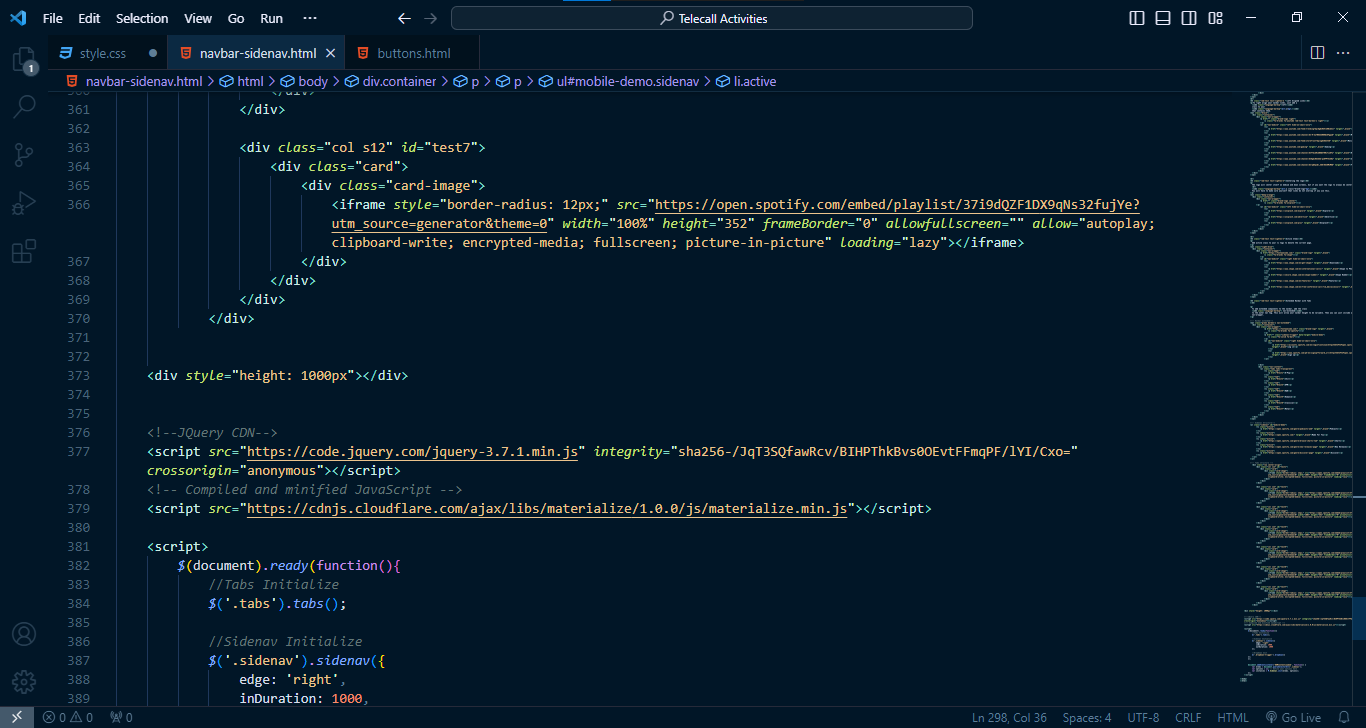 File Edit Selection View Go Run ··· Telecall Activities
style.css navbar-sidenav.html buttons.html
navbar-sidenav.html > html > body > div.container > p > p > ul#mobile-demo.sidenav > li.active
1
360 </div>
361 </div>
362
363 <div class="col s12" id="test7">
364 <div class="card">
365 <div class="card-image">
366 <iframe style="border-radius: 12px;" src="https://open.spotify.com/embed/playlist/37i9dQZF1DX9qNs32fujYe?
utm_source=generator&theme=0" width="100%" height="352" frameBorder="0" allowfullscreen="" allow="autoplay;
clipboard-write; encrypted-media; fullscreen; picture-in-picture" loading="lazy"></iframe>
367 </div>
368 </div>
369 </div>
370 </div>
371
372
373 <div style="height: 1000px"></div>
374
375
376 <!--JQuery CDN-->
377 <script src="https://code.jquery.com/jquery-3.7.1.min.js" integrity="sha256-/JqT3SQfawRcv/BIHPThkBvs0OEvtFFmqPF/lYI/Cxo="
crossorigin="anonymous"></script>
378 <!-- Compiled and minified JavaScript -->
379 <script src="https://cdnjs.cloudflare.com/ajax/libs/materialize/1.0.0/js/materialize.min.js"></script>
380
381 <script>
382 $(document).ready(function(){
383 //Tabs Initialize
384 $('.tabs').tabs();
385
386 //Sidenav Initialize
387 $('.sidenav').sidenav({
388 edge: 'right',
389 inDuration: 1000,
0 0 0 Ln 298, Col 36 Spaces: 4 UTF-8 CRLF HTML Go Live